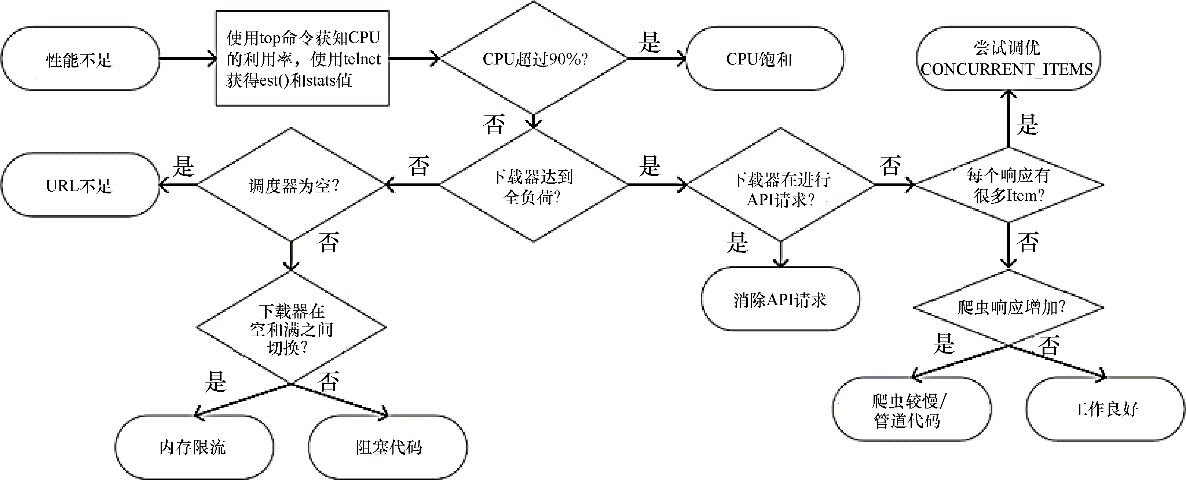 性能不足
使用top命令获知CPU
的利用率，使用telnet
获得est()和stats值
CPU超过90%?
是
CPU饱和
尝试调优
CONCURRENT_ITEMS
否
是
URL不足
是
调度器为空?
否
下载器达到
全负荷?
是
下载器在进行
API请求?
否
每个响应有
很多Item?
否
是
否
消除API请求
下载器在
空和满之间
切换?
爬虫响应增加?
是
否
是
否
内存限流
阻塞代码
爬虫较慢/
管道代码
工作良好